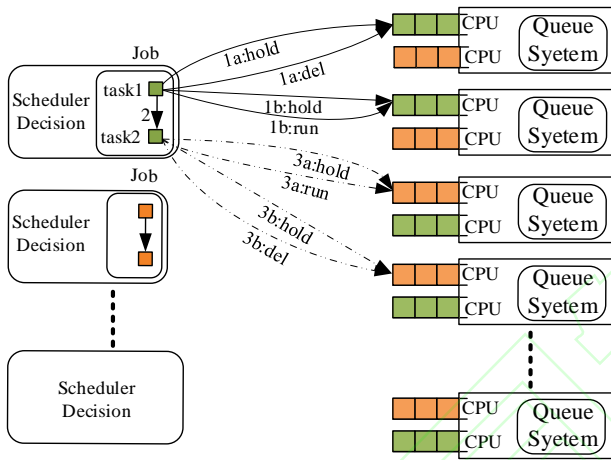 Job
Scheduler
Decision
task1
2
task2
1a:hold
1a:del
1b:hold
1b:run
3a:hold
3a:run
3b:hold
3b:del
Job
Scheduler
Decision
Scheduler
Decision
CPU
CPU
Queue
Syetem
CPU
CPU
Queue
Syetem
CPU
CPU
Queue
Syetem
CPU
CPU
Queue
Syetem
CPU
CPU
Queue
Syetem